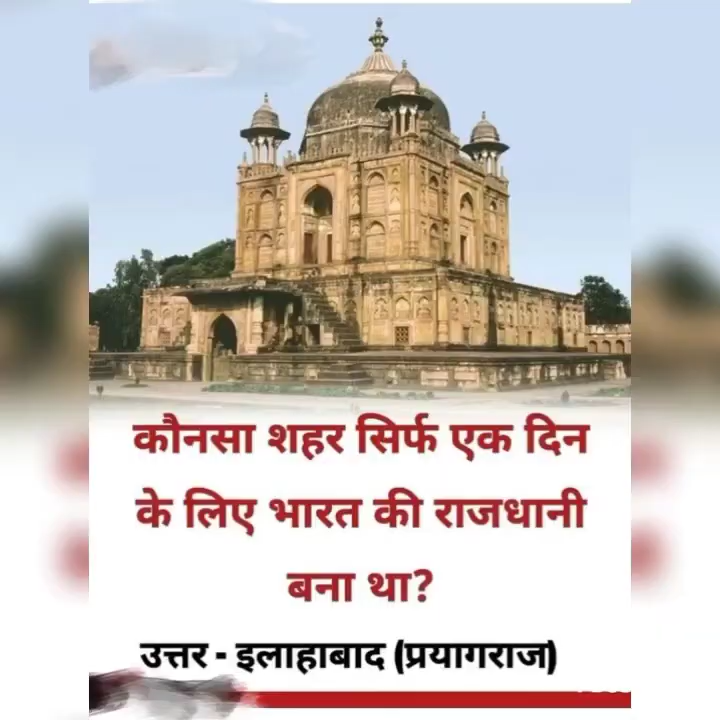 कौनसा शहर सिर्फ एक दिन
के लिए भारत की राजधानी
बना था?
उत्तर - इलाहाबाद (प्रयागराज)